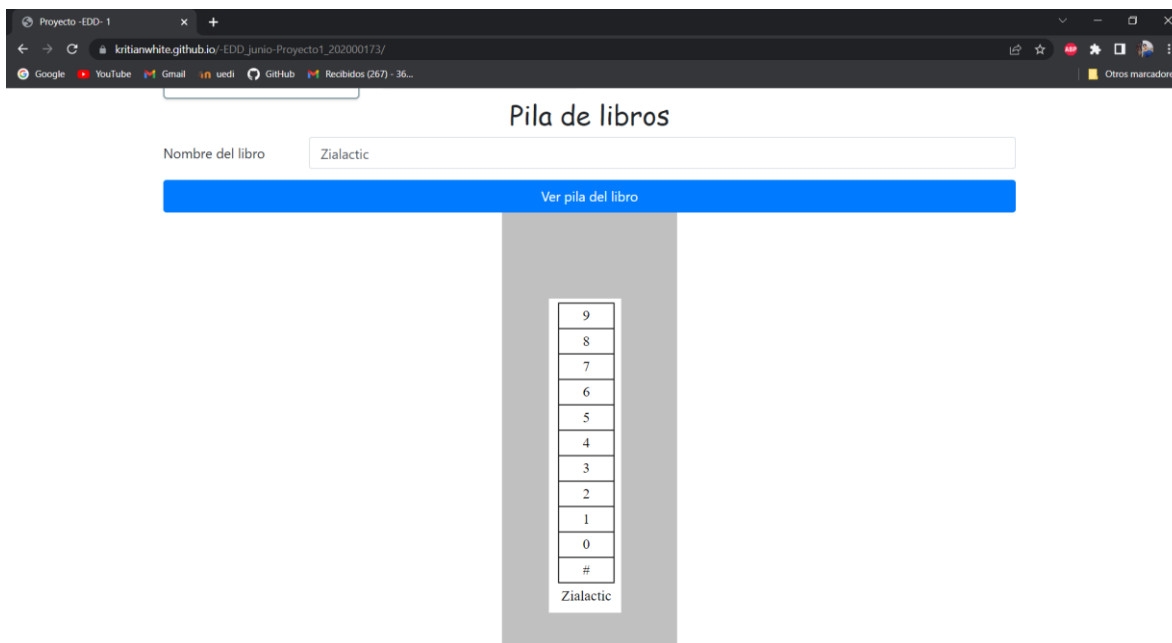 Proyecto -EDD- 1
kritianwhite.github.io/-EDD_junio-Proyecto1_202000173/
Google YouTube Gmail uedi GitHub Recibidos (267) - 36... Otros marcadores
Pila de libros
Nombre del libro Zialactic
Ver pila del libro
9
8
7
6
5
4
3
2
1
0
#
Zialactic